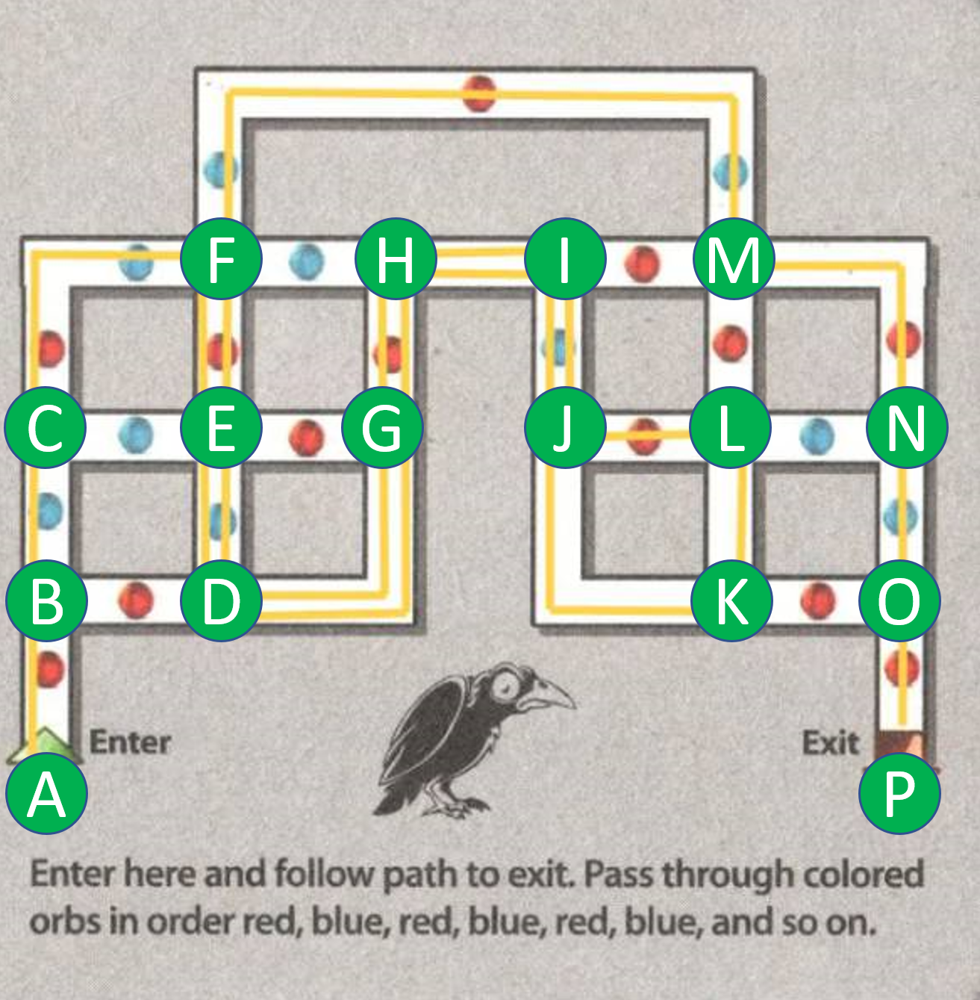 F H I M
C E G J L N
B D K O
Enter
Exit
A P
Enter here and follow path to exit. Pass through colored
orbs in order red, blue, red, blue, red, blue, and so on.